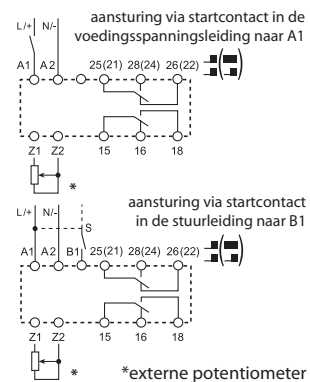 aansturing via startcontact in de
voedingsspanningsleiding naar A1
L/+ N/-
A1 A2 25(21) 28(24) 26(22)
Z1 Z2 15 16 18
*
aansturing via startcontact
in de stuurleiding naar B1
L/+ N/-
S
A1 A2 B1 25(21) 28(24) 26(22)
Z1 Z2 15 16 18
*
*externe potentiometer